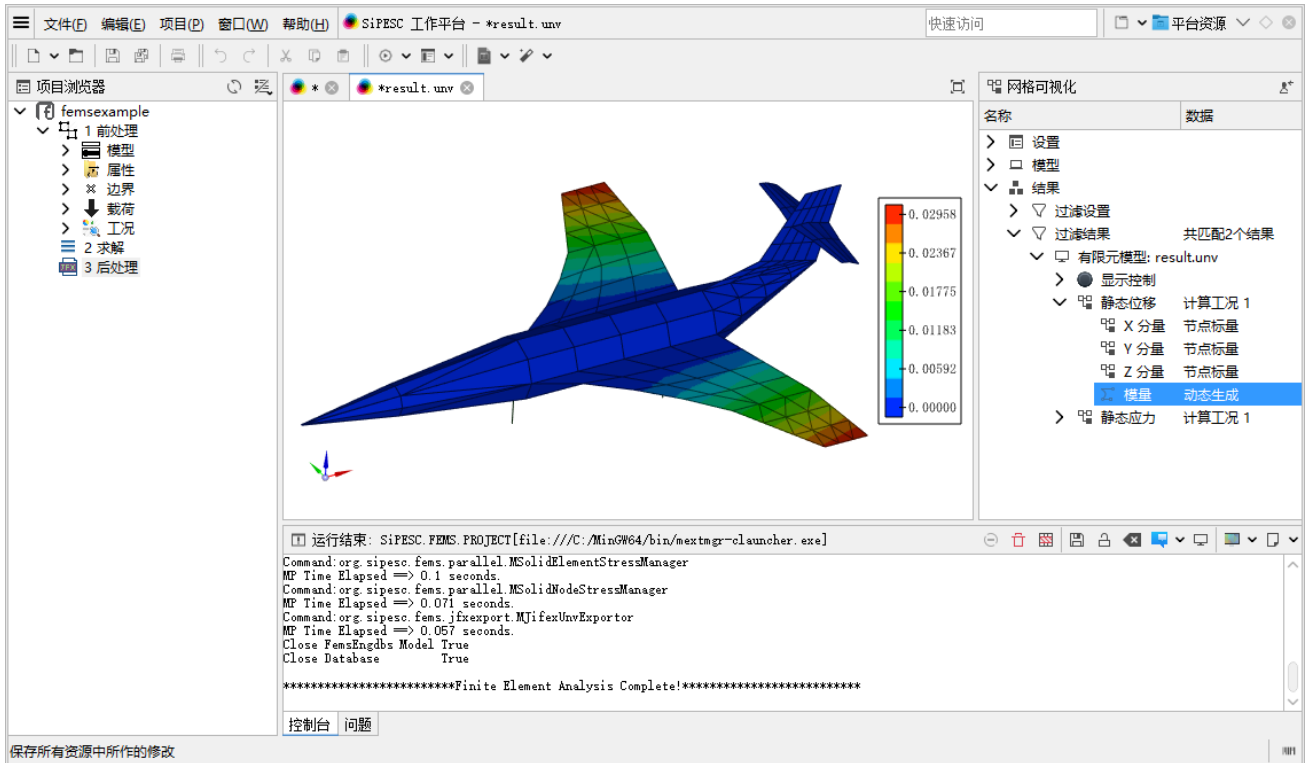 文件(F) 编辑(E) 项目(P) 窗口(W) 帮助(H) SiPESC 工作平台 - *result.unv 快速访问 平台资源
项目浏览器
femsexample
1 前处理
模型
属性
边界
载荷
工况
2 求解
3 后处理
* *result.unv
0.02958
0.02367
0.01775
0.01183
0.00592
0.00000
网格可视化
名称 数据
设置
模型
结果
过滤设置
过滤结果 共匹配2个结果
有限元模型: result.unv
显示控制
静态位移 计算工况 1
X 分量 节点标量
Y 分量 节点标量
Z 分量 节点标量
模量 动态生成
静态应力 计算工况 1
运行结束: SiPESC.FEMS.PROJECT[file:///C:/MinGW64/bin/mextmgr-clauncher.exe]
Command:org.sipesc.fems.parallel.MSolidElementStressManager
MP Time Elapsed ==> 0.1 seconds.
Command:org.sipesc.fems.parallel.MSolidNodeStressManager
MP Time Elapsed ==> 0.071 seconds.
Command:org.sipesc.fems.jfxexport.MJifexUnvExportor
MP Time Elapsed ==> 0.057 seconds.
Close FemsEngdbs Model True
Close Database True
*************************Finite Element Analysis Complete!**************************
控制台 问题
保存所有资源中所作的修改